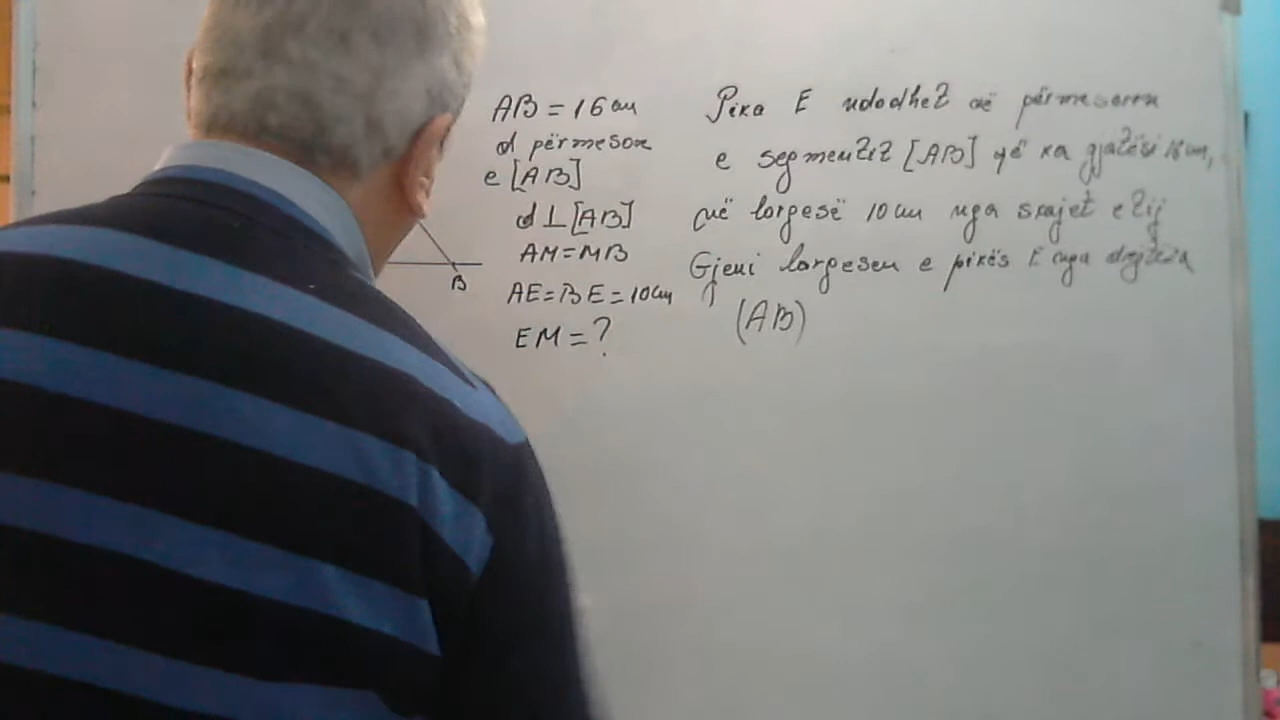 AB = 16 cm
d përmesore
e [AB]
d ⊥ [AB]
AM = MB
AE = BE = 10 cm
EM = ?
B
Pika E ndodhet në përmesoren
e segmentit [AB] që ka gjatësi 16 cm,
në largesë 10 cm nga skajet e tij
Gjeni largesen e pikës E nga drejtëza
(AB)